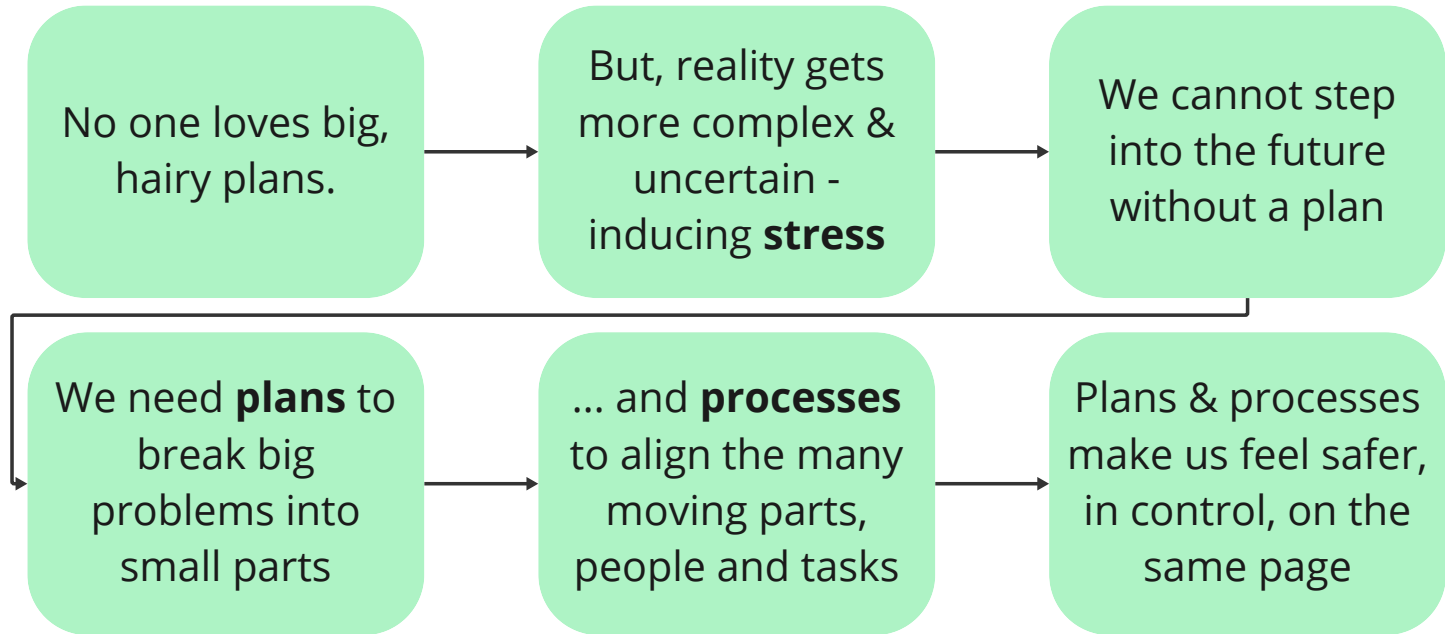 No one loves big,
hairy plans.
But, reality gets
more complex &
uncertain -
inducing stress
We cannot step
into the future
without a plan
We need plans to
break big
problems into
small parts
... and processes
to align the many
moving parts,
people and tasks
Plans & processes
make us feel safer,
in control, on the
same page